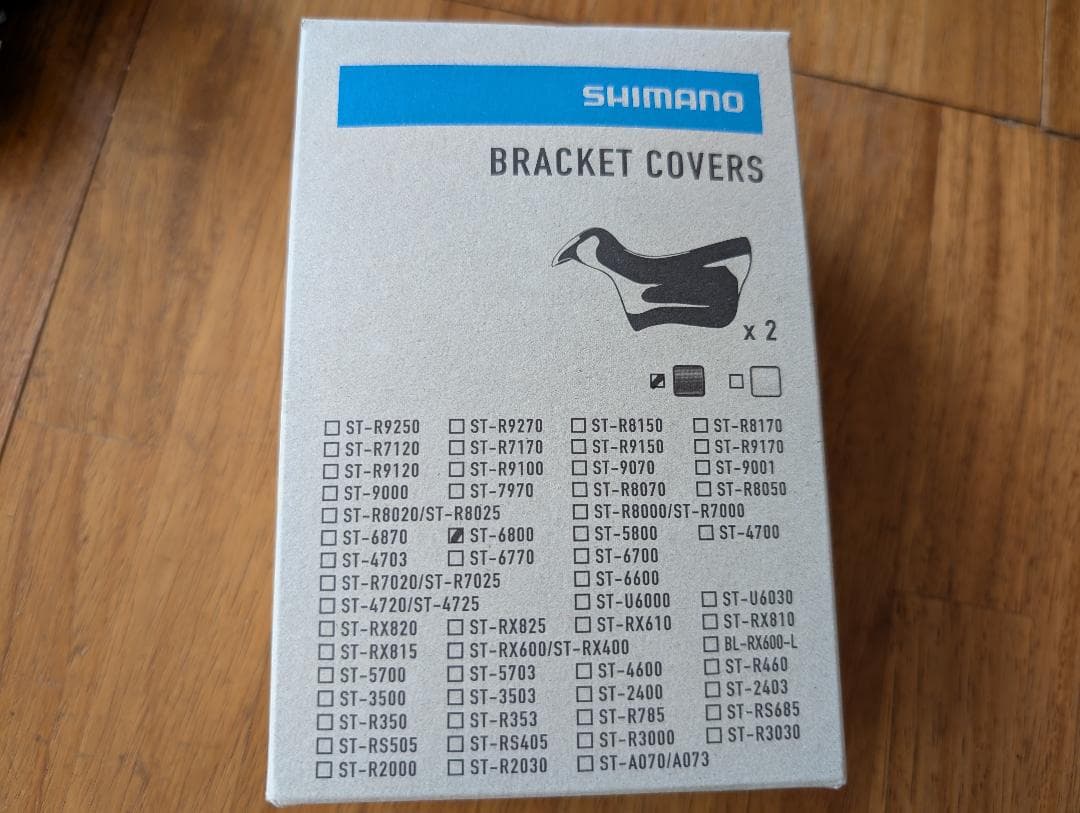 SHIMANO
BRACKET COVERS
x 2
ST-R9250 ST-R9270 ST-R8150 ST-R8170
ST-R7120 ST-R7170 ST-R9150 ST-R9170
ST-R9120 ST-R9100 ST-9070 ST-9001
ST-9000 ST-7970 ST-R8070 ST-R8050
ST-R8020/ST-R8025 ST-R8000/ST-R7000
ST-6870 ST-6800 ST-5800 ST-4700
ST-4703 ST-6770 ST-6700
ST-R7020/ST-R7025 ST-6600
ST-4720/ST-4725 ST-U6000 ST-U6030
ST-RX820 ST-RX825 ST-RX610 ST-RX810
ST-RX815 ST-RX600/ST-RX400 BL-RX600-L
ST-5700 ST-5703 ST-4600 ST-R460
ST-3500 ST-3503 ST-2400 ST-2403
ST-R350 ST-R353 ST-R785 ST-RS685
ST-RS505 ST-RS405 ST-R3000 ST-R3030
ST-R2000 ST-R2030 ST-A070/A073